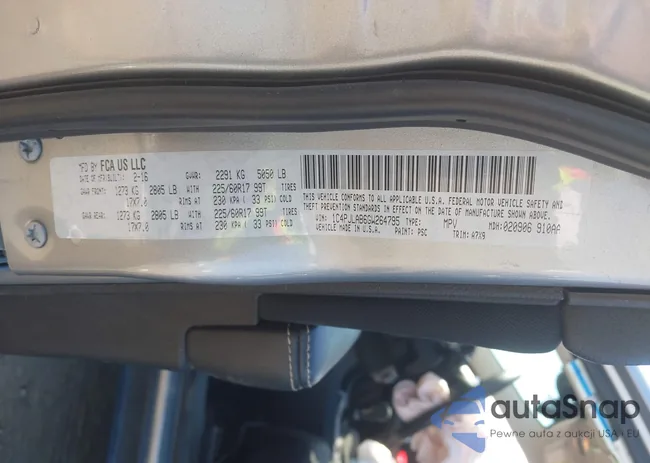 MFD BY FCA US LLC
DATE OF MFR(BUILT): 2-16 GVWR: 2291 KG 5050 LB
GAWR FRONT: 1273 KG 2805 LB WITH 225/60R17 99T TIRES
17X7.0 RIMS AT 230 KPA ( 33 PSI) COLD
GAWR REAR: 1273 KG 2805 LB WITH 225/60R17 99T TIRES
17X7.0 RIMS AT 230 KPA ( 33 PSI) COLD
THIS VEHICLE CONFORMS TO ALL APPLICABLE U.S.A. FEDERAL MOTOR VEHICLE SAFETY AND
THEFT PREVENTION STANDARDS IN EFFECT ON THE DATE OF MANUFACTURE SHOWN ABOVE.
VIN: 1C4PJLAB6GW264795 TYPE: MPV MDH: 020906 910AA
VEHICLE MADE IN U.S.A. PAINT: PSC TRIM: A7X9
autoSnap
Pewne auta z aukcji USA i EU